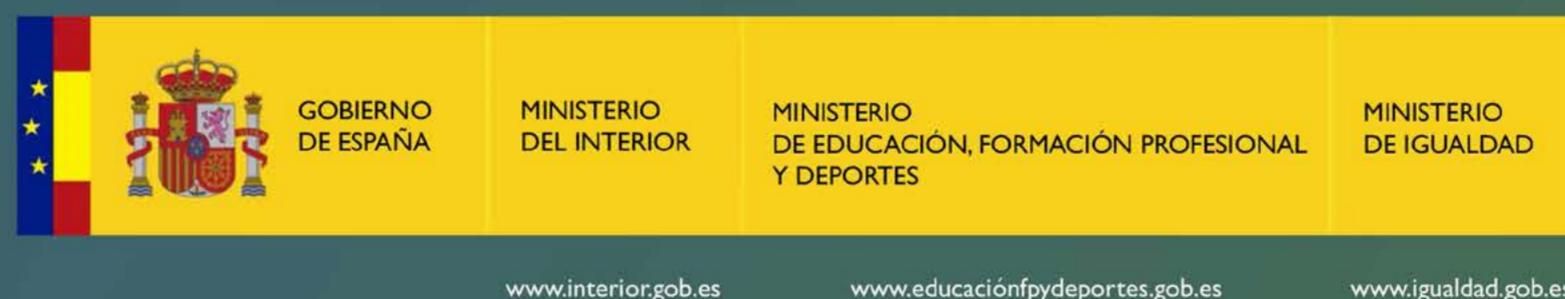 GOBIERNO
DE ESPAÑA
MINISTERIO
DEL INTERIOR
MINISTERIO
DE EDUCACIÓN, FORMACIÓN PROFESIONAL
Y DEPORTES
MINISTERIO
DE IGUALDAD
www.interior.gob.es
www.educaciónfpydeportes.gob.es
www.igualdad.gob.es